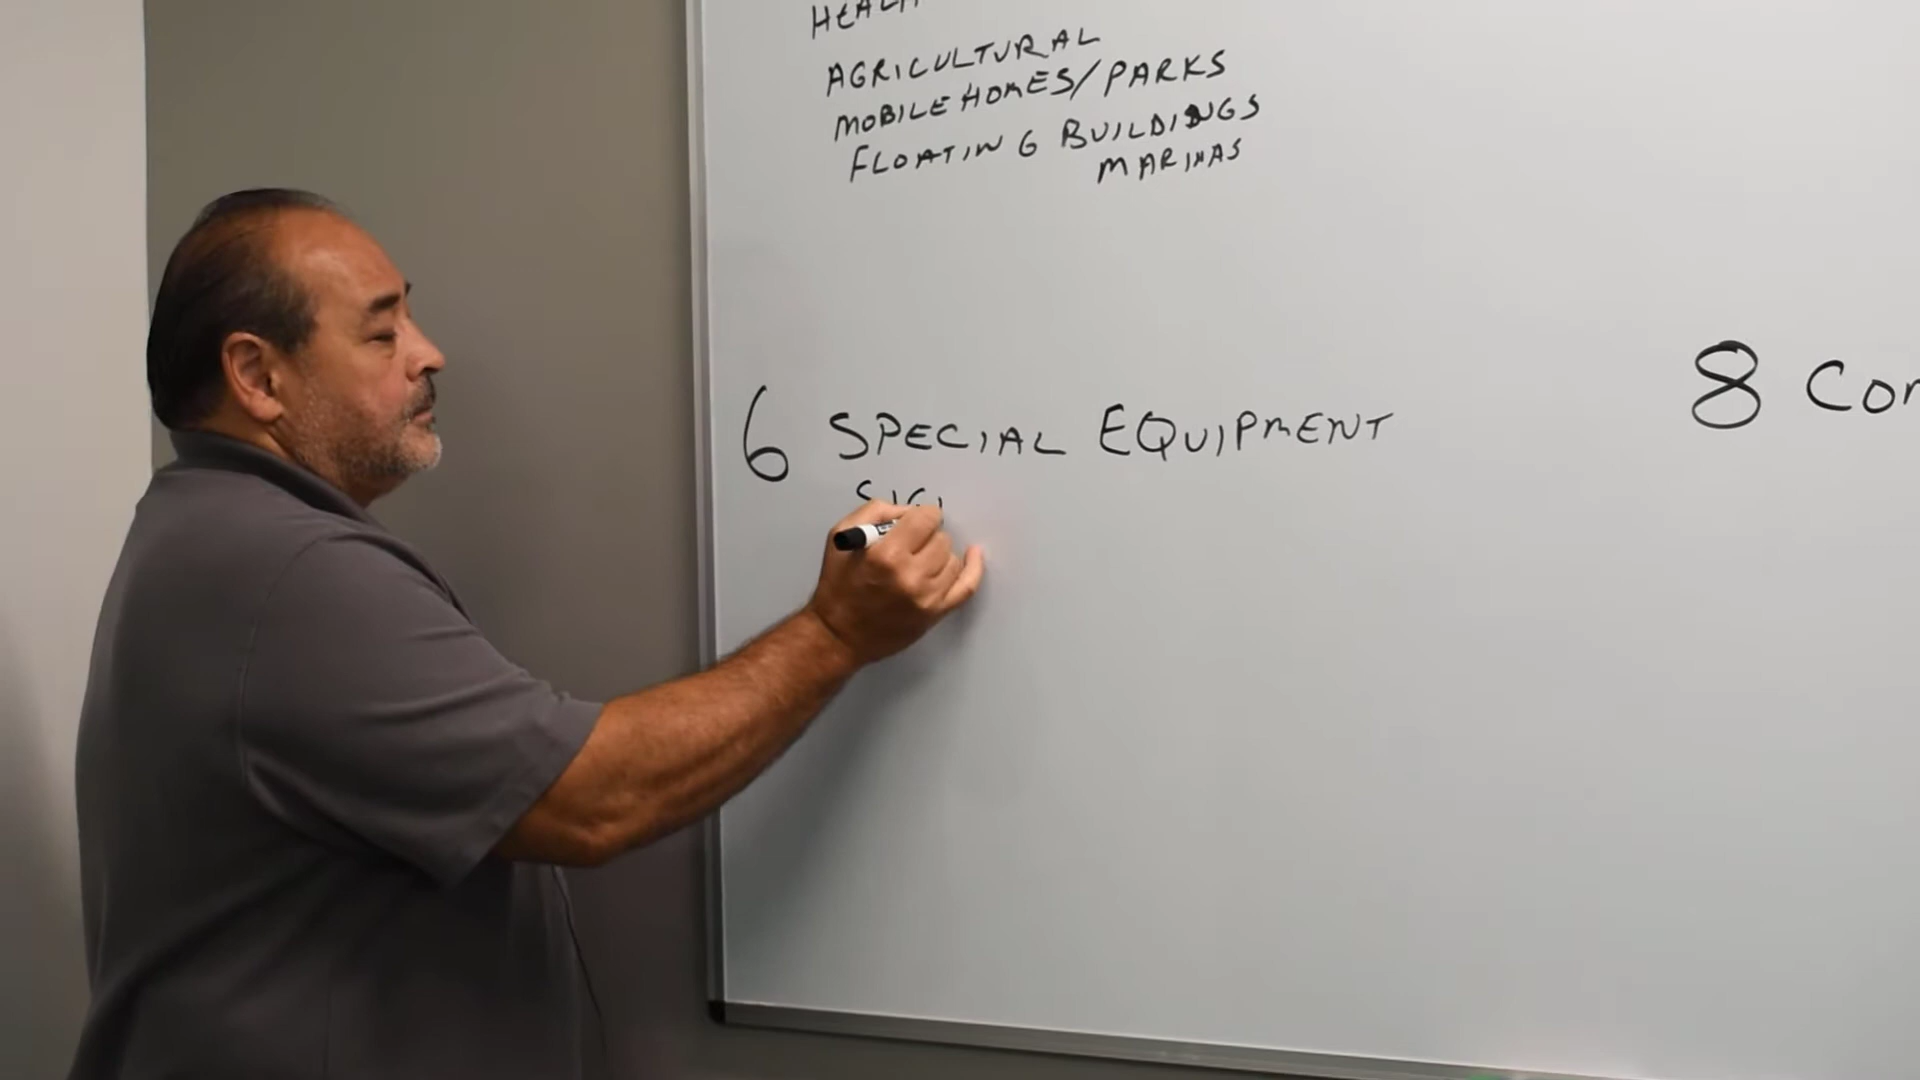 AGRICULTURAL
MOBILE HOMES/PARKS
FLOATING BUILDINGS
MARINAS
6 SPECIAL EQUIPMENT
8